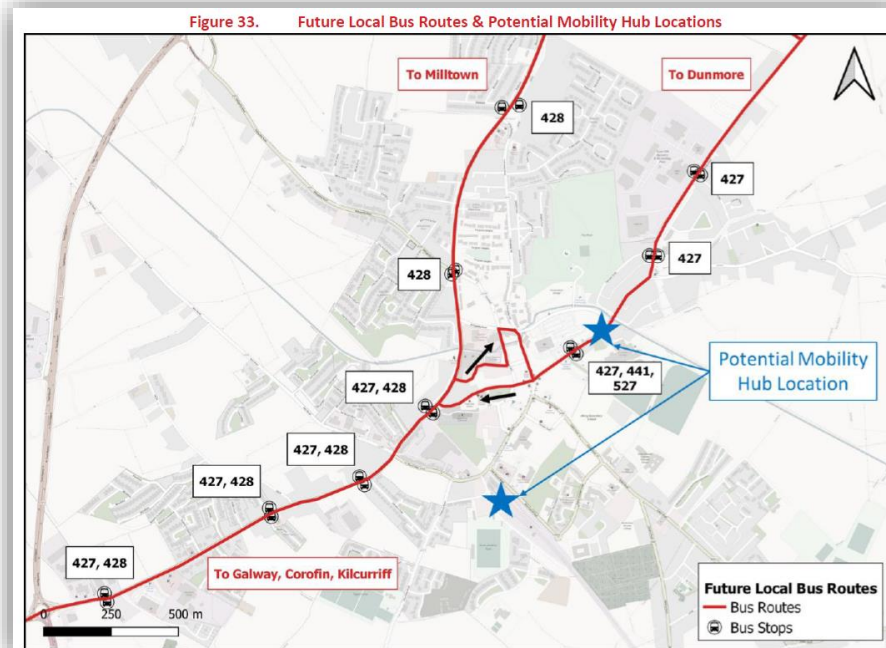 Figure 33. Future Local Bus Routes & Potential Mobility Hub Locations
To Milltown
To Dunmore
428
427
427
428
427, 441,
527
Potential Mobility
Hub Location
427, 428
427, 428
427, 428
427, 428
To Galway, Corofin, Kilcurriff
0 250 500 m
Future Local Bus Routes
Bus Routes
Bus Stops